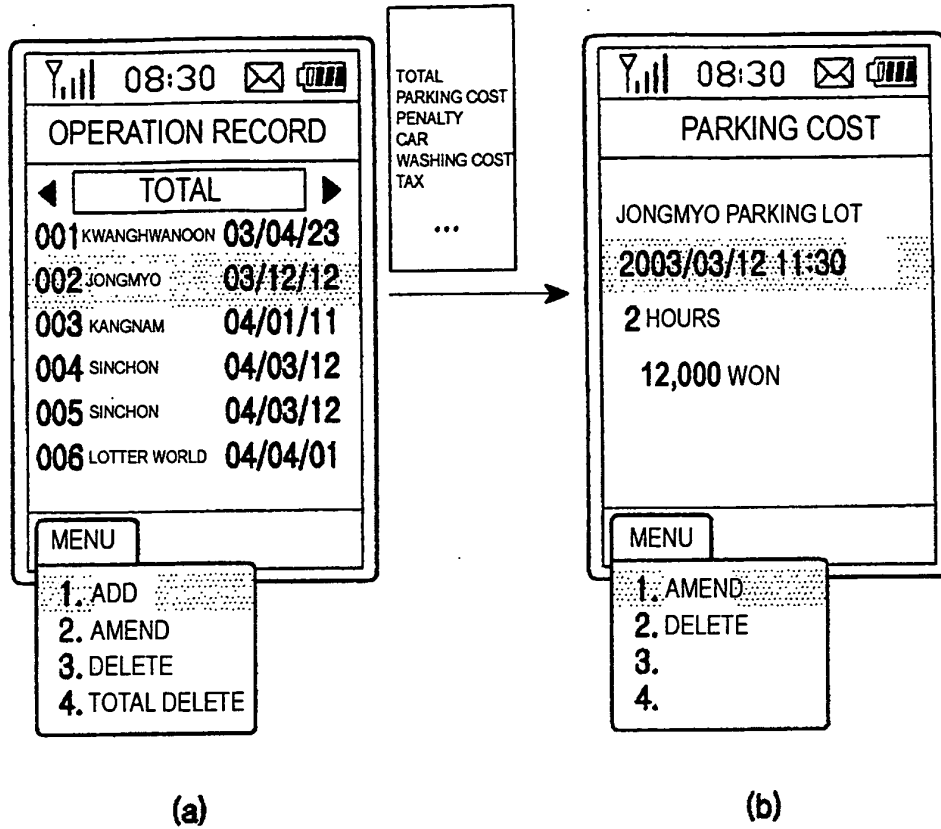 08:30
OPERATION RECORD
TOTAL
001 KWANGHWANOON 03/04/23
002 JONGMYO 03/12/12
003 KANGNAM 04/01/11
004 SINCHON 04/03/12
005 SINCHON 04/03/12
006 LOTTER WORLD 04/04/01
MENU
1. ADD
2. AMEND
3. DELETE
4. TOTAL DELETE
(a)
TOTAL
PARKING COST
PENALTY
CAR
WASHING COST
TAX
...
08:30
PARKING COST
JONGMYO PARKING LOT
2003/03/12 11:30
2 HOURS
12,000 WON
MENU
1. AMEND
2. DELETE
3.
4.
(b)